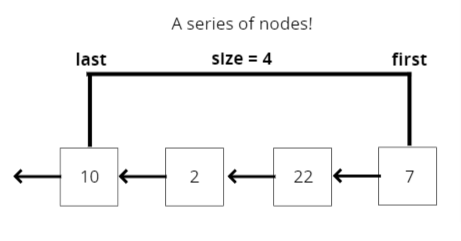 A series of nodes!
last size = 4 first
10 2 22 7